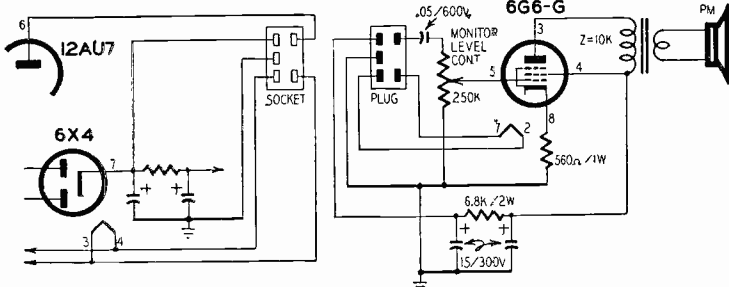 6
12AU7
6X4
7
+
+
3
4
SOCKET
PLUG
.05/600V
MONITOR
LEVEL
CONT
250K
7
2
6G6-G
3
5
4
8
560Ω/1W
Z=10K
PM
6.8K/2W
+
+
15/300V